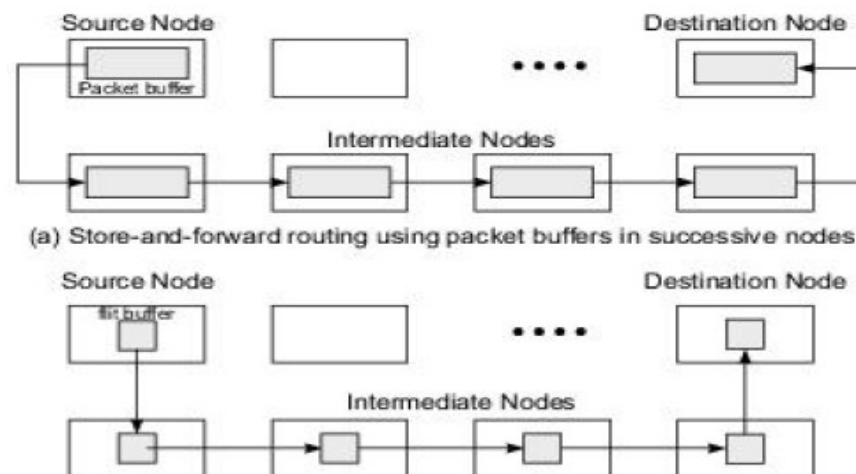 Source Node Destination Node
Packet buffer
Intermediate Nodes
(a) Store-and-forward routing using packet buffers in successive nodes
Source Node Destination Node
flit buffer
Intermediate Nodes